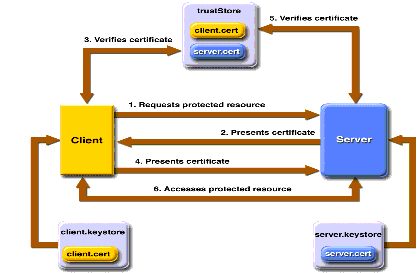 trustStore
client.cert
server.cert
5. Verifies certificate
3. Verifies certificate
1. Requests protected resource
2. Presents certificate
Client
Server
4. Presents certificate
6. Accesses protected resource
client.keystore
client.cert
server.keystore
server.cert